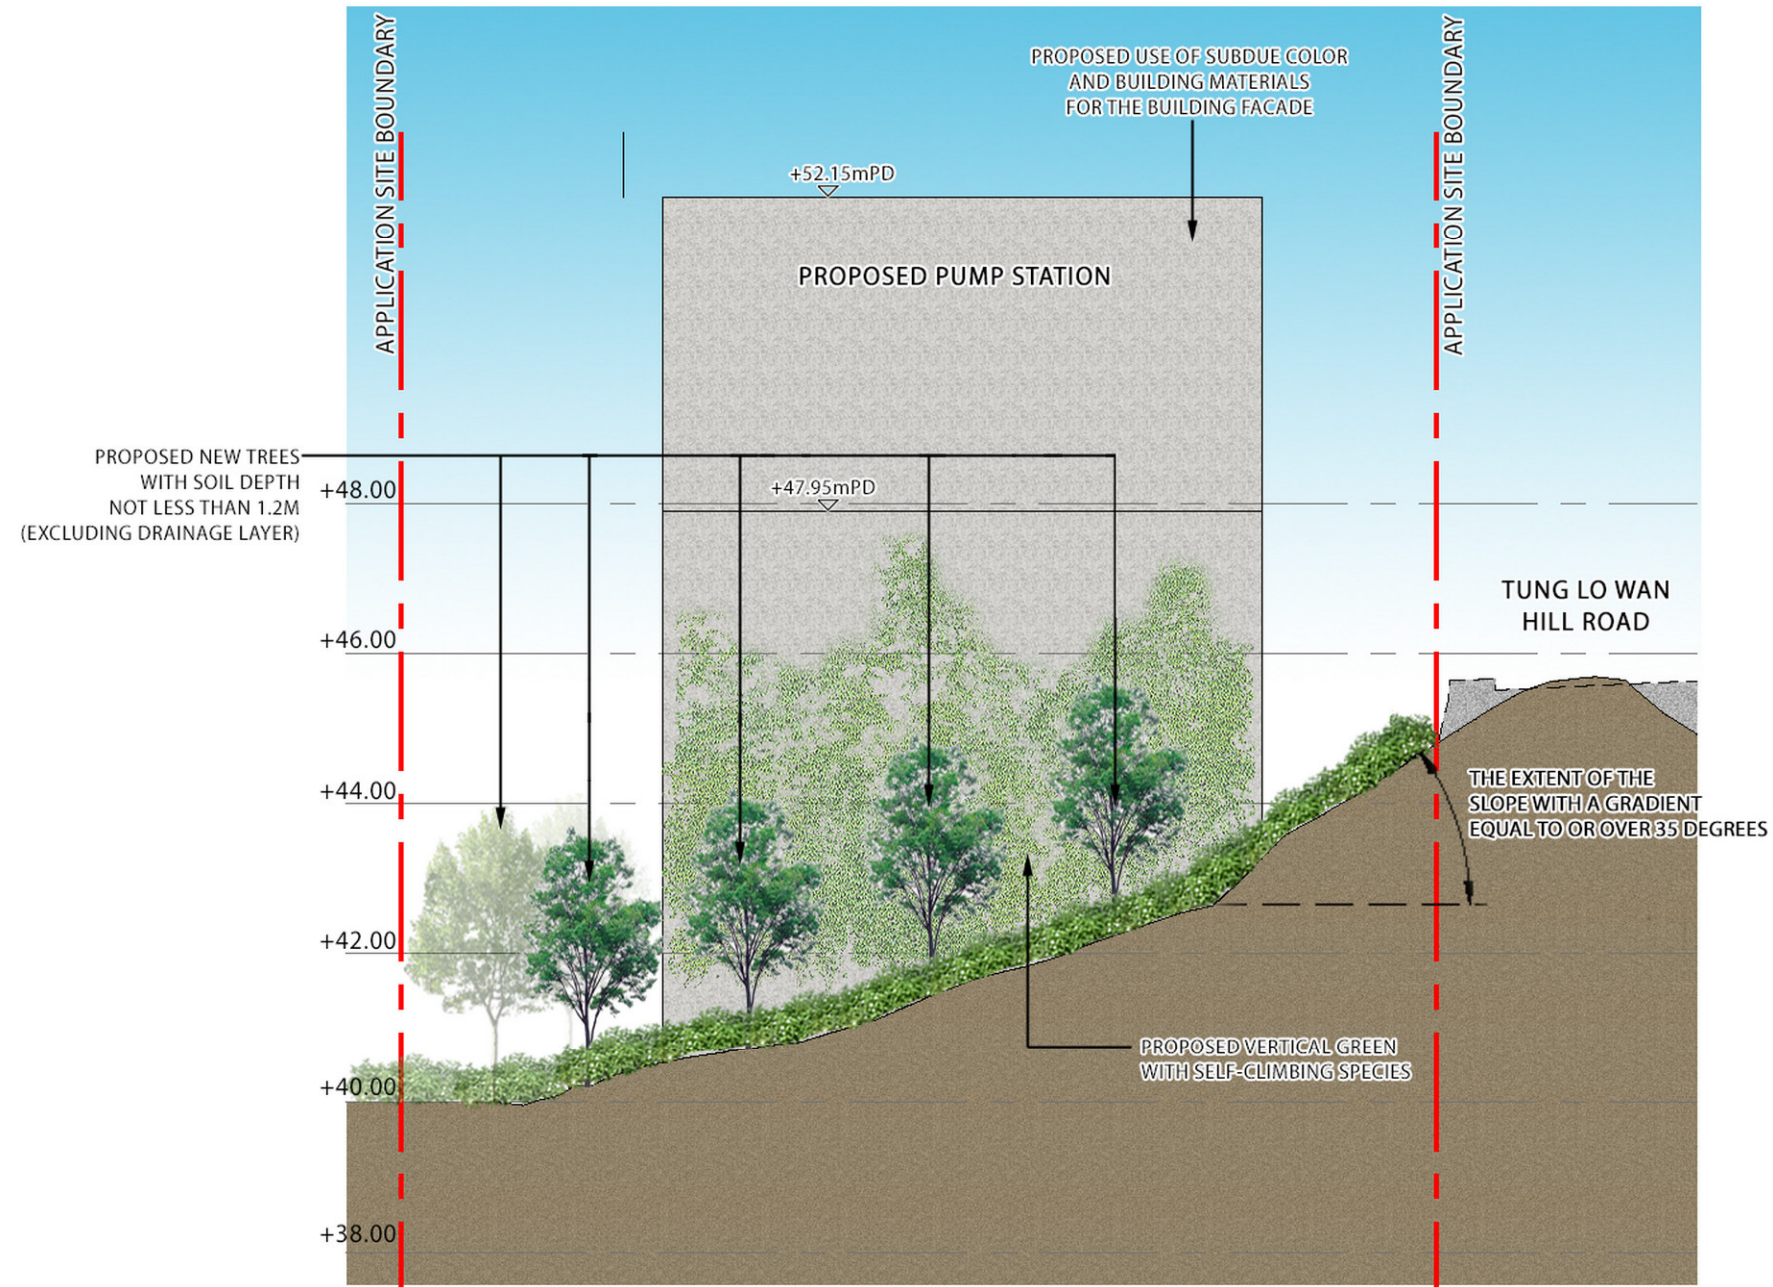 APPLICATION SITE BOUNDARY
APPLICATION SITE BOUNDARY
PROPOSED USE OF SUBDUE COLOR
AND BUILDING MATERIALS
FOR THE BUILDING FACADE
+52.15mPD
PROPOSED PUMP STATION
PROPOSED NEW TREES
WITH SOIL DEPTH
NOT LESS THAN 1.2M
(EXCLUDING DRAINAGE LAYER)
+48.00
+47.95mPD
+46.00
TUNG LO WAN
HILL ROAD
+44.00
THE EXTENT OF THE
SLOPE WITH A GRADIENT
EQUAL TO OR OVER 35 DEGREES
+42.00
PROPOSED VERTICAL GREEN
WITH SELF-CLIMBING SPECIES
+40.00
+38.00